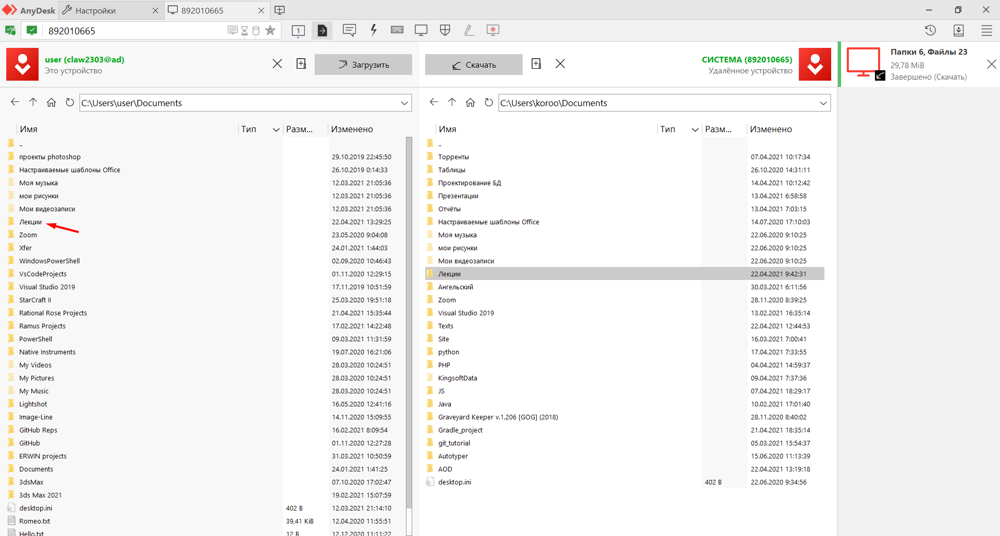 AnyDesk Настройки 892010665
892010665 1
user (claw2303@ad)
Это устройство
Загрузить
Скачать
СИСТЕМА (892010665)
Удалённое устройство
Папки 6, Файлы 23
29,78 MiB
Завершено (Скачать)
C:\Users\user\Documents
Имя Тип Разм... Изменено
..
проекты photoshop 29.10.2019 22:45:50
Настраиваемые шаблоны Office 26.10.2019 0:14:33
Моя музыка 12.03.2021 21:05:36
мои рисунки 12.03.2021 21:05:36
Мои видеозаписи 12.03.2021 21:05:36
Лекции 22.04.2021 13:29:25
Zoom 23.05.2020 9:04:08
Xfer 24.01.2021 1:44:03
WindowsPowerShell 02.09.2020 10:46:43
VsCodeProjects 01.11.2020 12:29:15
Visual Studio 2019 17.11.2019 10:51:59
StarCraft II 25.03.2020 19:51:18
Rational Rose Projects 21.04.2021 15:35:44
Ramus Projects 17.02.2021 14:22:48
PowerShell 09.03.2021 11:31:59
Native Instruments 19.07.2020 16:21:06
My Videos 28.03.2020 10:24:51
My Pictures 28.03.2020 10:24:51
My Music 28.03.2020 10:24:51
Lightshot 16.05.2020 12:41:16
Image-Line 14.11.2020 15:09:55
GitHub Reps 16.02.2021 8:09:54
GitHub 01.11.2020 12:27:28
ERWIN projects 31.03.2021 10:50:59
Documents 24.01.2021 1:41:25
3dsMax 07.10.2020 17:02:47
3ds Max 2021 19.02.2021 15:07:59
desktop.ini 402 B 12.03.2021 21:14:10
Romeo.txt 39,41 KiB 12.04.2020 11:55:51
Hello.txt 12 B 12.12.2020 11:11:22
C:\Users\koroo\Documents
Имя Тип Разм... Изменено
..
Торренты 07.04.2021 10:17:34
Таблицы 26.10.2020 14:31:11
Проектирование БД 14.04.2021 10:12:42
Презентации 13.04.2021 6:58:58
Отчёты 13.04.2021 7:03:15
Настраиваемые шаблоны Office 14.07.2020 17:10:03
Моя музыка 22.06.2020 9:10:25
мои рисунки 22.06.2020 9:10:25
Мои видеозаписи 22.06.2020 9:10:25
Лекции 22.04.2021 9:42:31
Ангельский 30.03.2021 6:11:56
Zoom 28.11.2020 8:39:25
Visual Studio 2019 13.02.2021 16:35:14
Texts 22.04.2021 12:44:53
Site 16.03.2021 7:00:41
python 17.04.2021 7:33:55
PHP 04.04.2021 14:59:37
KingsoftData 09.04.2021 7:37:36
JS 07.04.2021 18:29:17
Java 10.02.2021 17:01:40
Graveyard Keeper v.1.206 [GOG] (2018) 28.11.2020 8:40:02
Gradle_project 21.04.2021 18:35:14
git_tutorial 05.03.2021 15:54:37
Autotyper 15.06.2020 11:13:39
AOD 22.04.2021 13:19:18
desktop.ini 402 B 22.06.2020 9:34:56